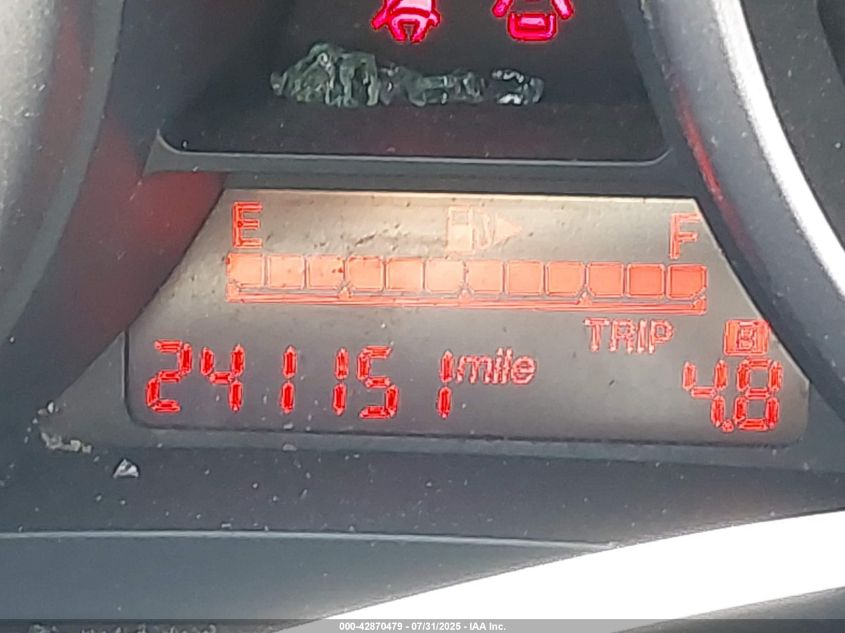 E F
TRIP B
241151 mile 4.8
000-42870479 - 07/31/2025 - IAA Inc.